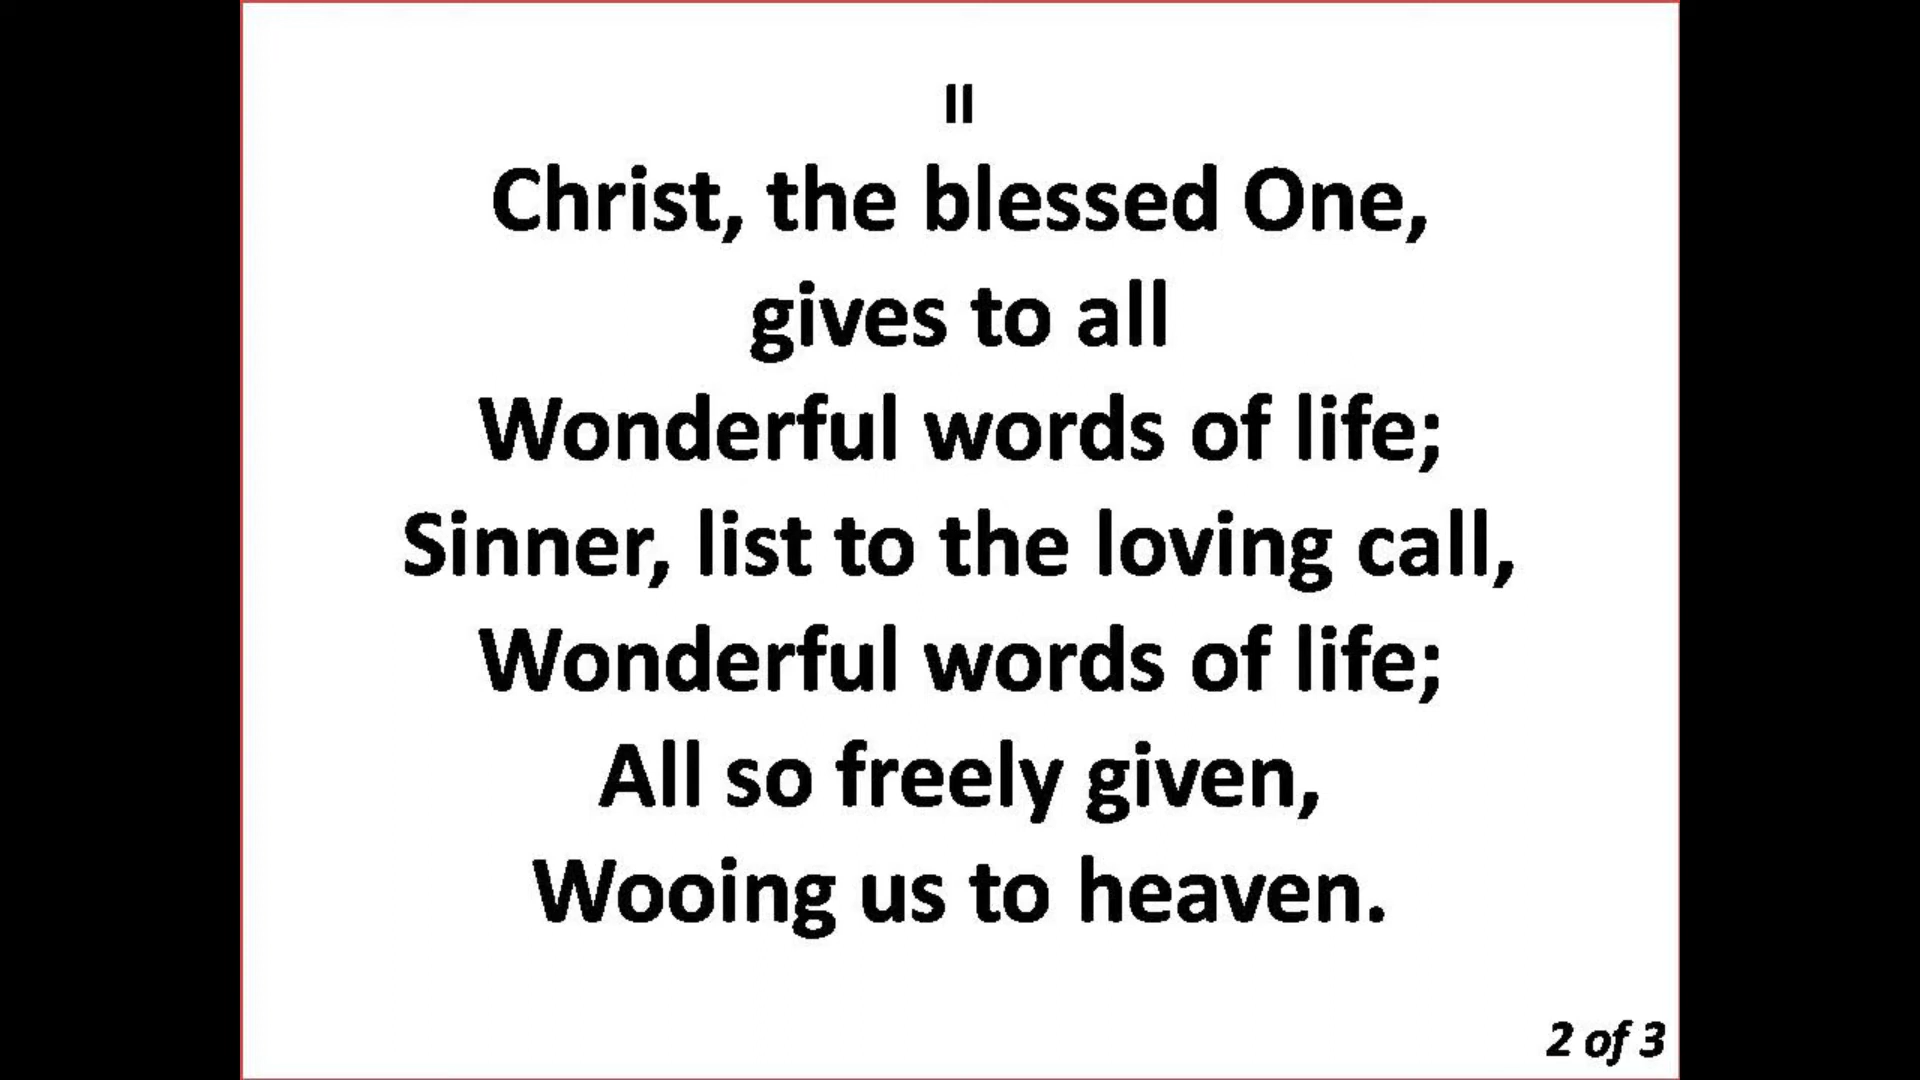 II
Christ, the blessed One,
gives to all
Wonderful words of life;
Sinner, list to the loving call,
Wonderful words of life;
All so freely given,
Wooing us to heaven.
2 of 3